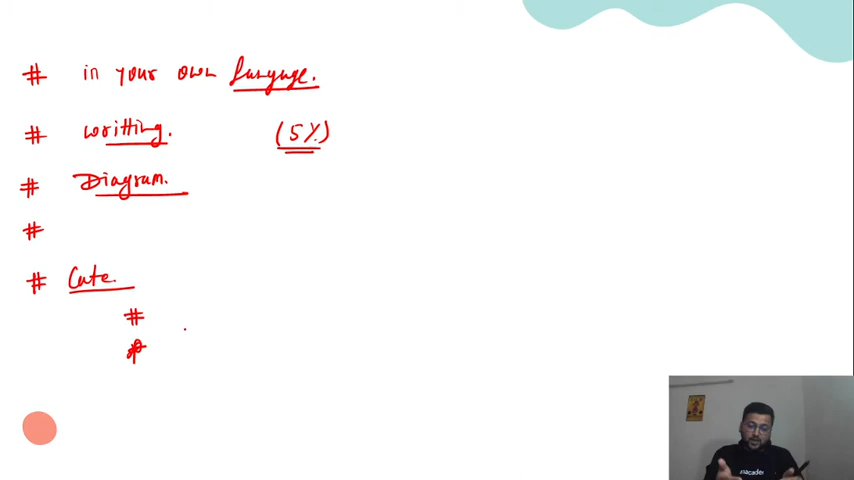 # in your own language.
# writting. (5%)
# Diagram.
#
# Cute.
#
#